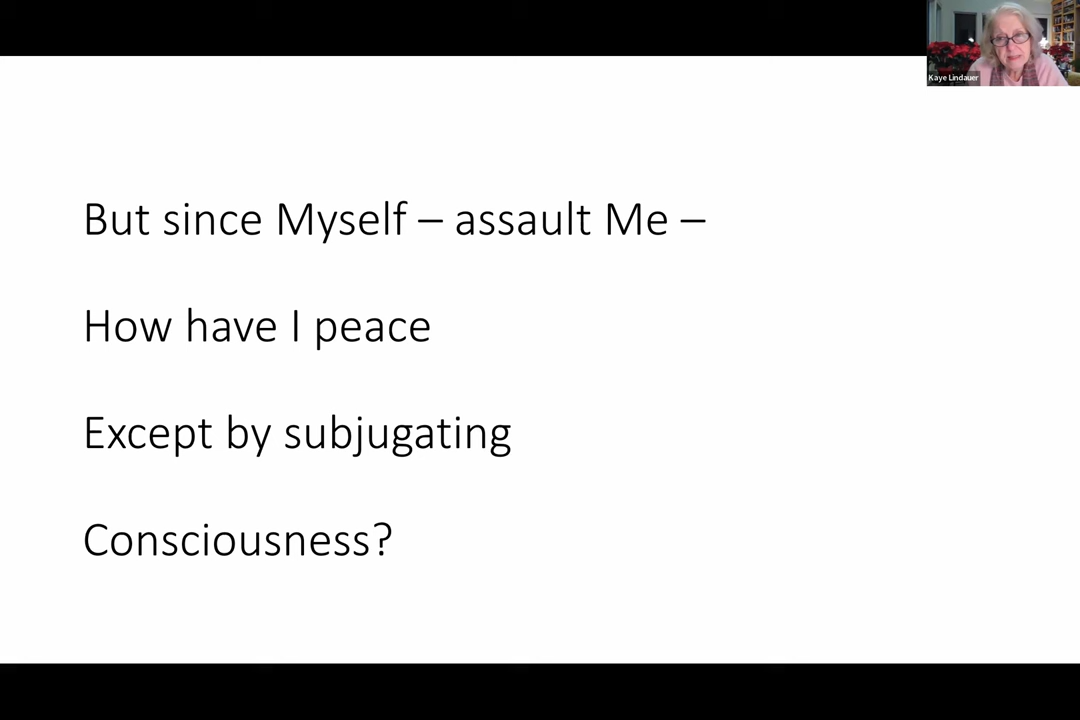 Kaye Lindauer
But since Myself – assault Me –
How have I peace
Except by subjugating
Consciousness?